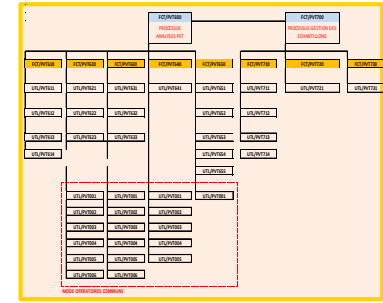 FCT/PVT600 FCT/PVT700
PROCESSUS ANALYSES PVT PROCESSUS GESTION DES ECHANTILLONS
FCT/PVT610 FCT/PVT620 FCT/PVT630 FCT/PVT640 FCT/PVT650 FCT/PVT710 FCT/PVT720 FCT/PVT730
UTL/PVT611 UTL/PVT621 UTL/PVT631 UTL/PVT641 UTL/PVT651 UTL/PVT711 UTL/PVT721 UTL/PVT731
UTL/PVT612 UTL/PVT622 UTL/PVT632 UTL/PVT652 UTL/PVT712
UTL/PVT613 UTL/PVT623 UTL/PVT633 UTL/PVT653 UTL/PVT713
UTL/PVT614 UTL/PVT654 UTL/PVT714
UTL/PVT655
UTL/PVT001 UTL/PVT001 UTL/PVT001 UTL/PVT001
UTL/PVT002 UTL/PVT002 UTL/PVT002
UTL/PVT003 UTL/PVT003 UTL/PVT003
UTL/PVT004 UTL/PVT004 UTL/PVT004
UTL/PVT005 UTL/PVT005 UTL/PVT005
UTL/PVT006 UTL/PVT006
MODE OPERATOIRES COMMUNS